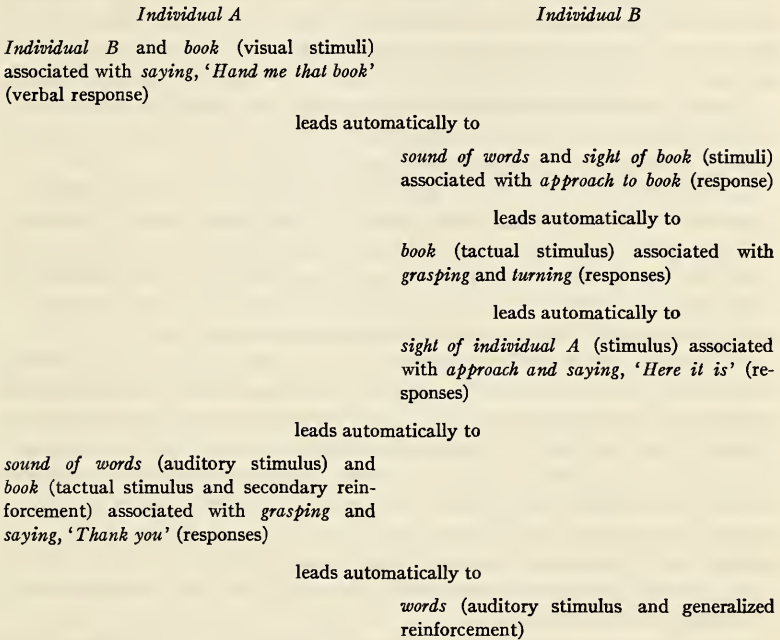 Individual A
Individual B
Individual B and book (visual stimuli)
associated with saying, ‘Hand me that book’
(verbal response)
leads automatically to
sound of words and sight of book (stimuli)
associated with approach to book (response)
leads automatically to
book (tactual stimulus) associated with
grasping and turning (responses)
leads automatically to
sight of individual A (stimulus) associated
with approach and saying, ‘Here it is’ (re-
sponses)
leads automatically to
sound of words (auditory stimulus) and
book (tactual stimulus and secondary rein-
forcement) associated with grasping and
saying, ‘Thank you’ (responses)
leads automatically to
words (auditory stimulus and generalized
reinforcement)